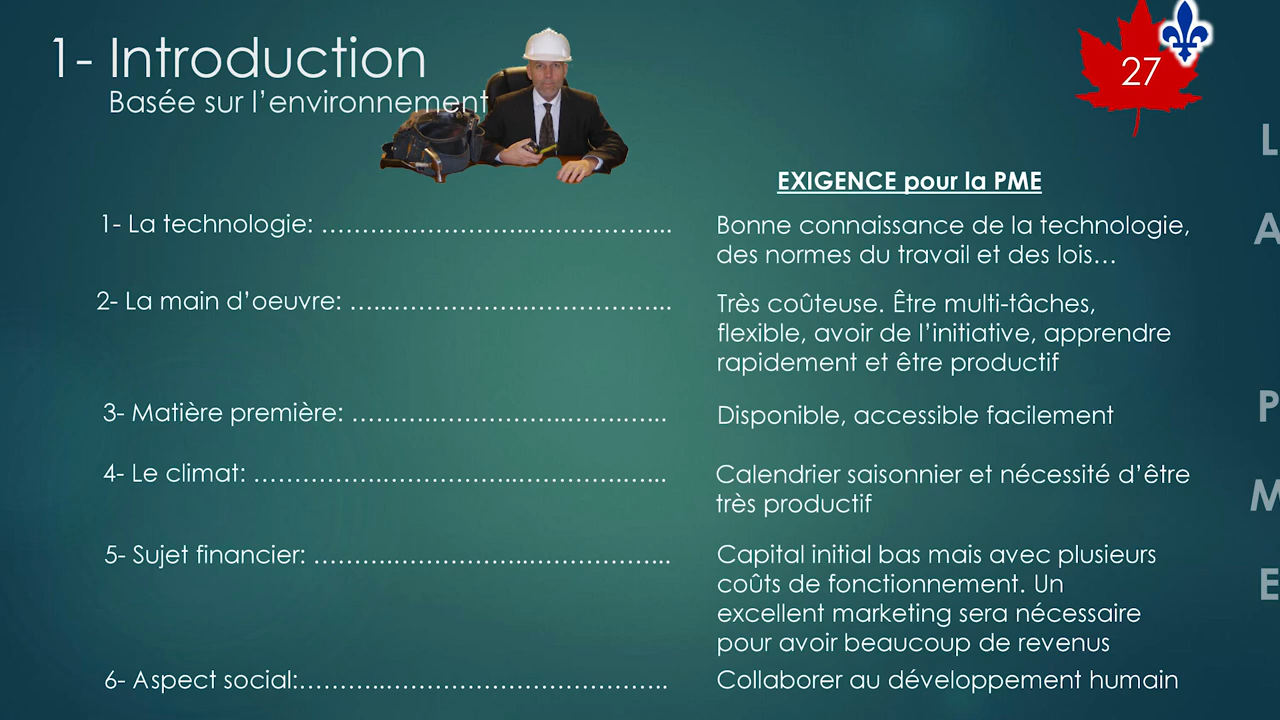 1- Introduction
Basée sur l’environnement
27
EXIGENCE pour la PME
1- La technologie: ……………………..……………...
Bonne connaissance de la technologie,
des normes du travail et des lois…
2- La main d’oeuvre: …...………………..………………..
Très coûteuse. Être multi-tâches,
flexible, avoir de l’initiative, apprendre
rapidement et être productif
3- Matière première: ……….………………..……….…..
Disponible, accessible facilement
4- Le climat: ……………..………………..…………..…...
Calendrier saisonnier et nécessité d’être
très productif
5- Sujet financier: ……….……………..………………...
Capital initial bas mais avec plusieurs
coûts de fonctionnement. Un
excellent marketing sera nécessaire
pour avoir beaucoup de revenus
6- Aspect social:………..………………………………..
Collaborer au développement humain
L
A
P
M
E